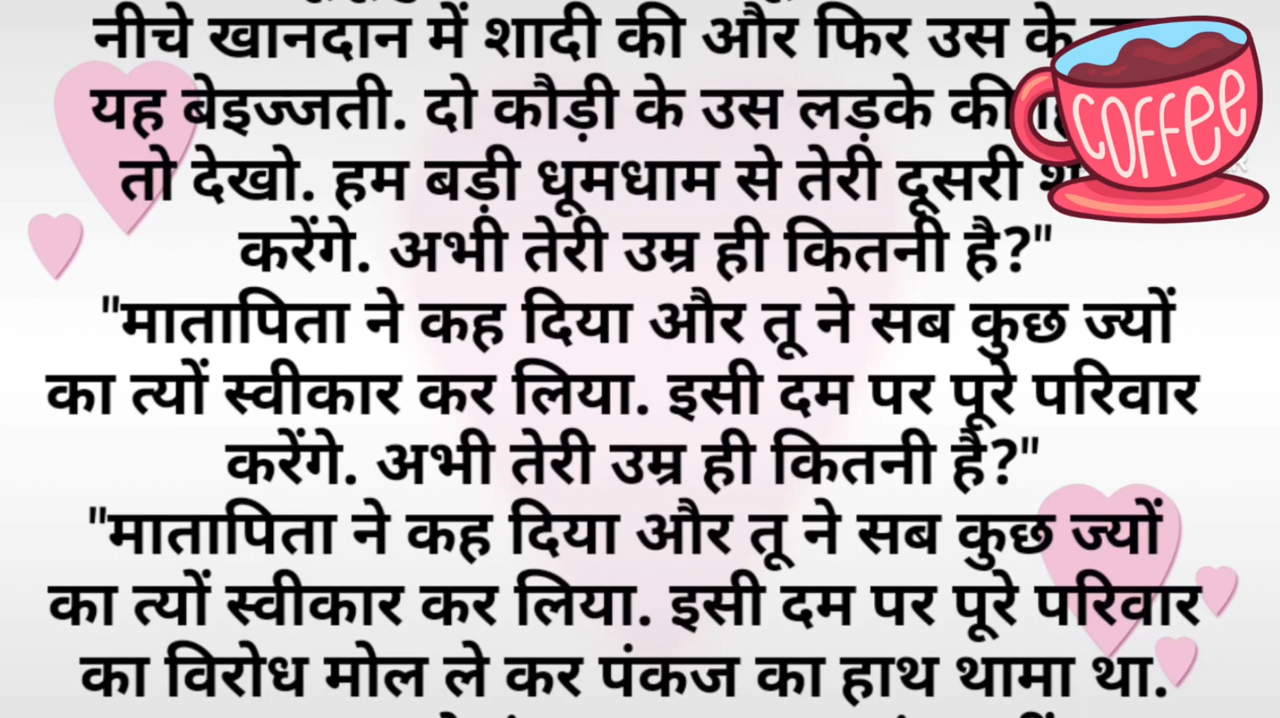 नीचे खानदान में शादी की और फिर उस के
यह बेइज्जती. दो कौड़ी के उस लड़के की
तो देखो. हम बड़ी धूमधाम से तेरी दूसरी
करेंगे. अभी तेरी उम्र ही कितनी है?"
"मातापिता ने कह दिया और तू ने सब कुछ ज्यों
का त्यों स्वीकार कर लिया. इसी दम पर पूरे परिवार
करेंगे. अभी तेरी उम्र ही कितनी है?"
"मातापिता ने कह दिया और तू ने सब कुछ ज्यों
का त्यों स्वीकार कर लिया. इसी दम पर पूरे परिवार
का विरोध मोल ले कर पंकज का हाथ थामा था.
COFFee